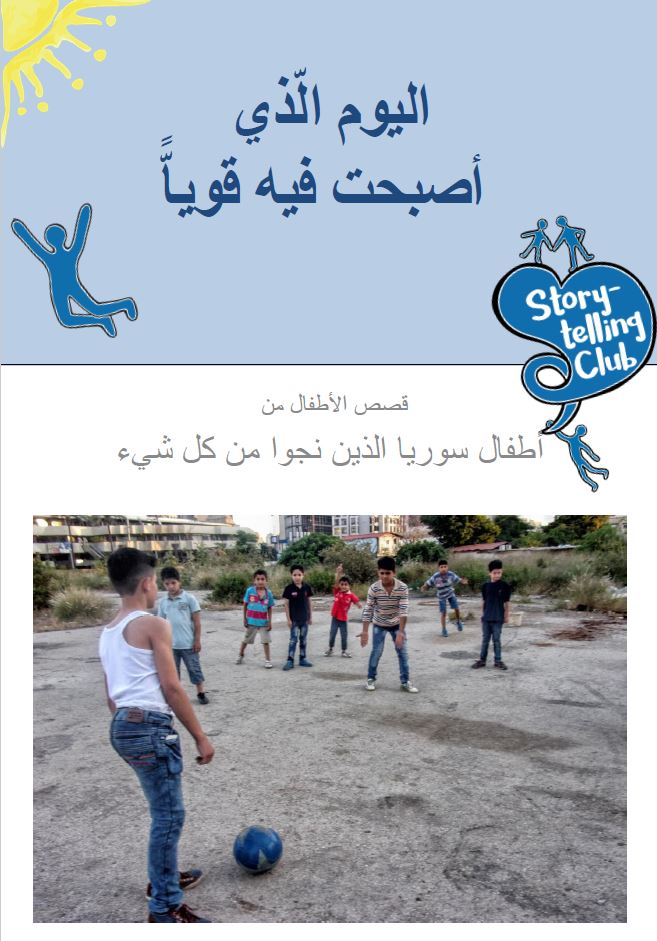 اليوم الّذي
أصبحت فيه قوياًّ
Story-
telling
Club
قصص الأطفال من
أطفال سوريا الذين نجوا من كل شيء